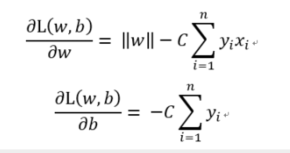 ∂L(w, b)/∂w = ||w|| − C ∑_{i=1}^{n} y_i x_i
∂L(w, b)/∂b = −C ∑_{i=1}^{n} y_i